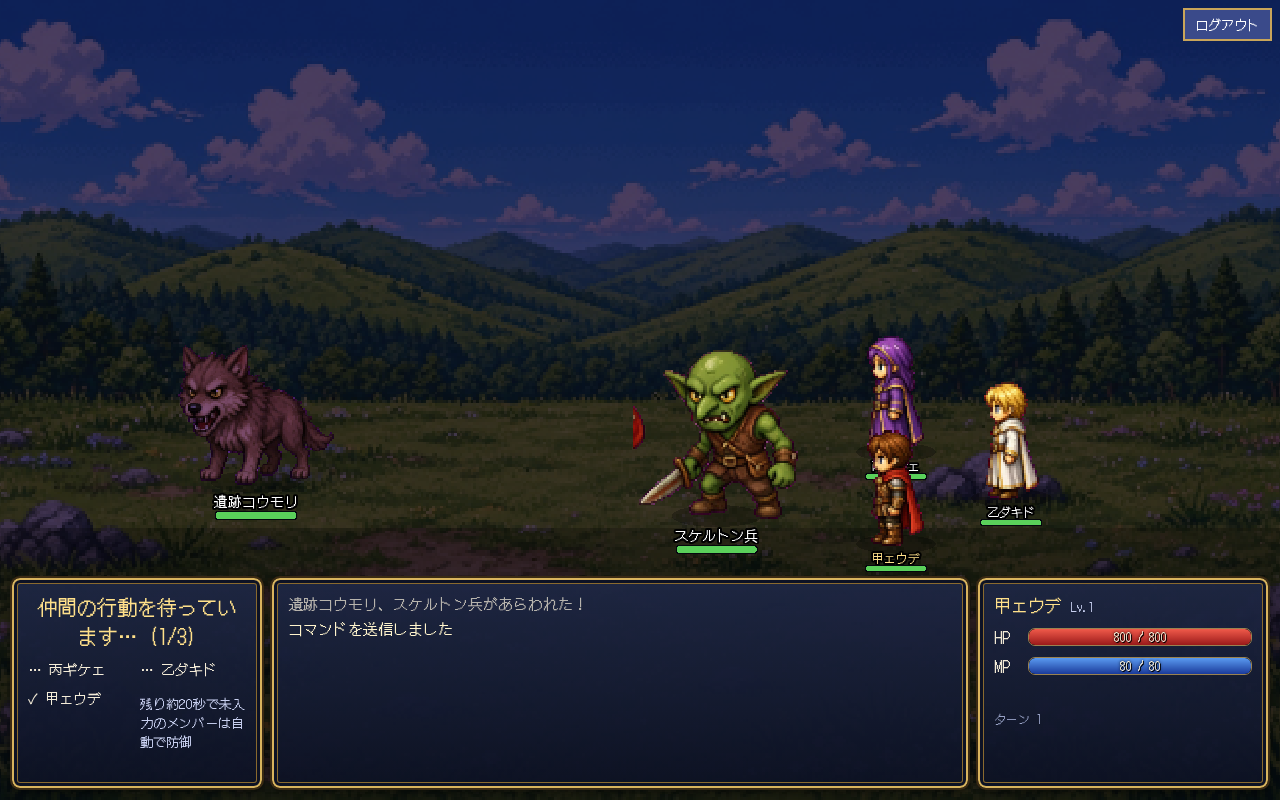 ログアウト
遺跡コウモリ
スケルトン兵
ェ
乙ダキド
甲ェウデ
仲間の行動を待ってい
ます… (1/3)
… 丙ギケェ
… 乙ダキド
✓ 甲ェウデ
残り約20秒で未入
力のメンバーは自
動で防御
遺跡コウモリ、スケルトン兵があらわれた！
コマンドを送信しました
甲ェウデ Lv.1
HP 800 / 800
MP 80 / 80
ターン 1